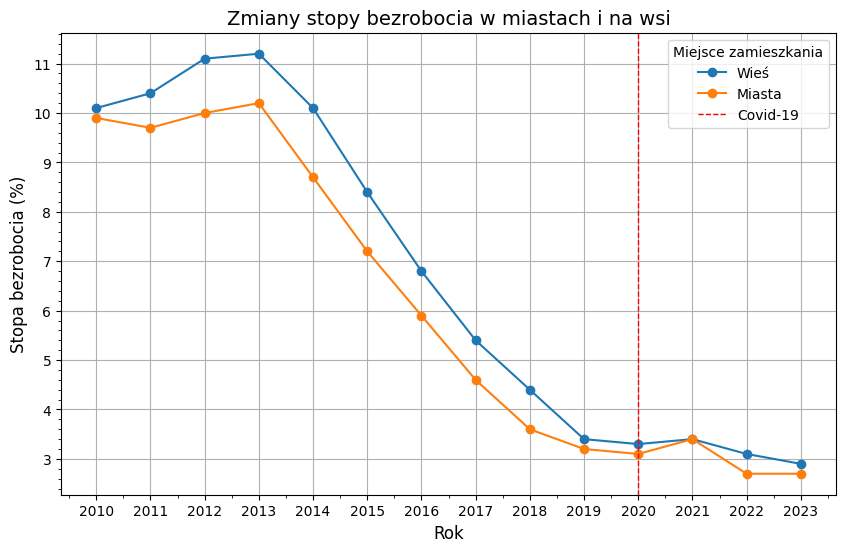 Zmiany stopy bezrobocia w miastach i na wsi
Miejsce zamieszkania
Wieś
Miasta
Covid-19
Stopa bezrobocia (%)
11
10
9
8
7
6
5
4
3
2010 2011 2012 2013 2014 2015 2016 2017 2018 2019 2020 2021 2022 2023
Rok